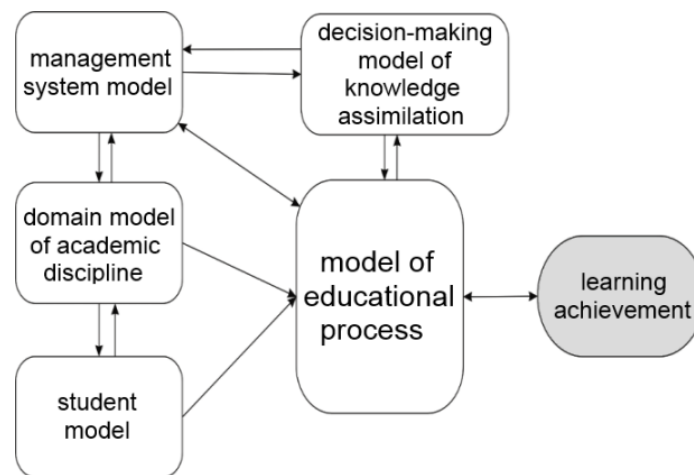 management
system model
decision-making
model of
knowledge
assimilation
domain model
of academic
discipline
model of
educational
process
learning
achievement
student
model